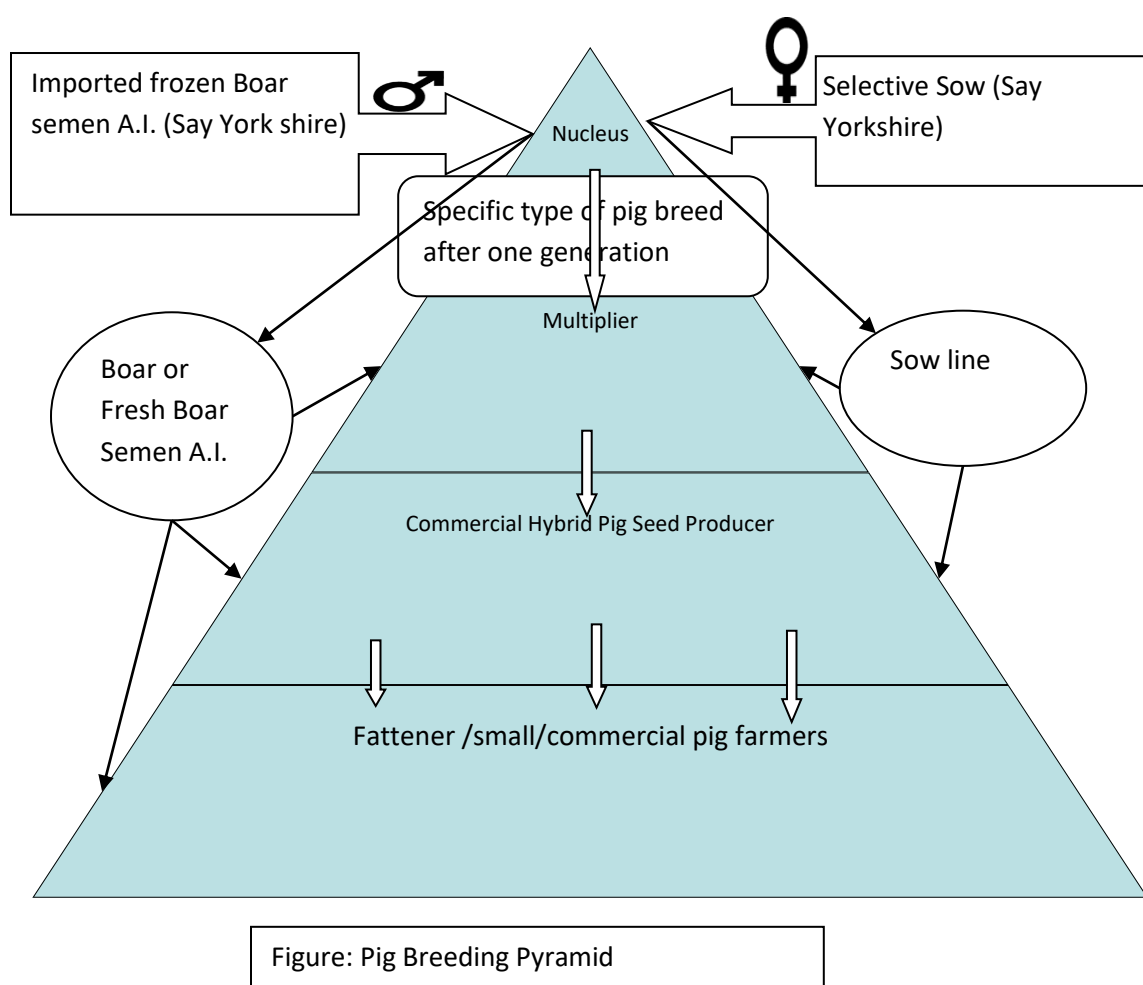 Imported frozen Boar
semen A.I. (Say York shire)
Selective Sow (Say
Yorkshire)
Nucleus
Specific type of pig breed
after one generation
Multiplier
Boar or
Fresh Boar
Semen A.I.
Sow line
Commercial Hybrid Pig Seed Producer
Fattener /small/commercial pig farmers
Figure: Pig Breeding Pyramid